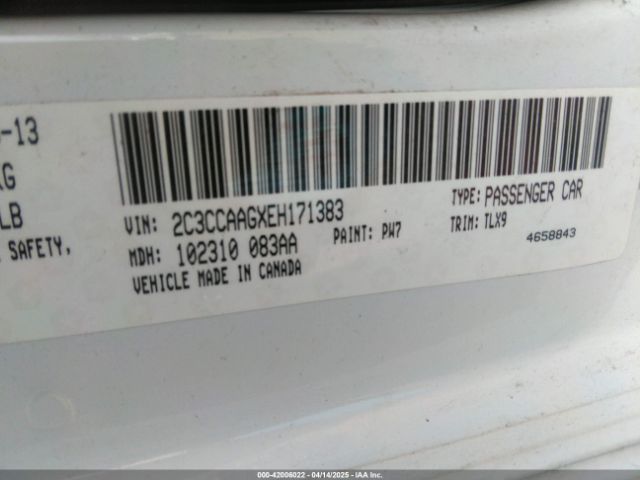 -13
KG
LB
SAFETY,
VIN: 2C3CCAAGXEH171383
TYPE: PASSENGER CAR
MDH: 102310 083AA
PAINT: PW7
TRIM: TLX9
VEHICLE MADE IN CANADA
4658843
000-42006022 - 04/14/2025 - IAA Inc.